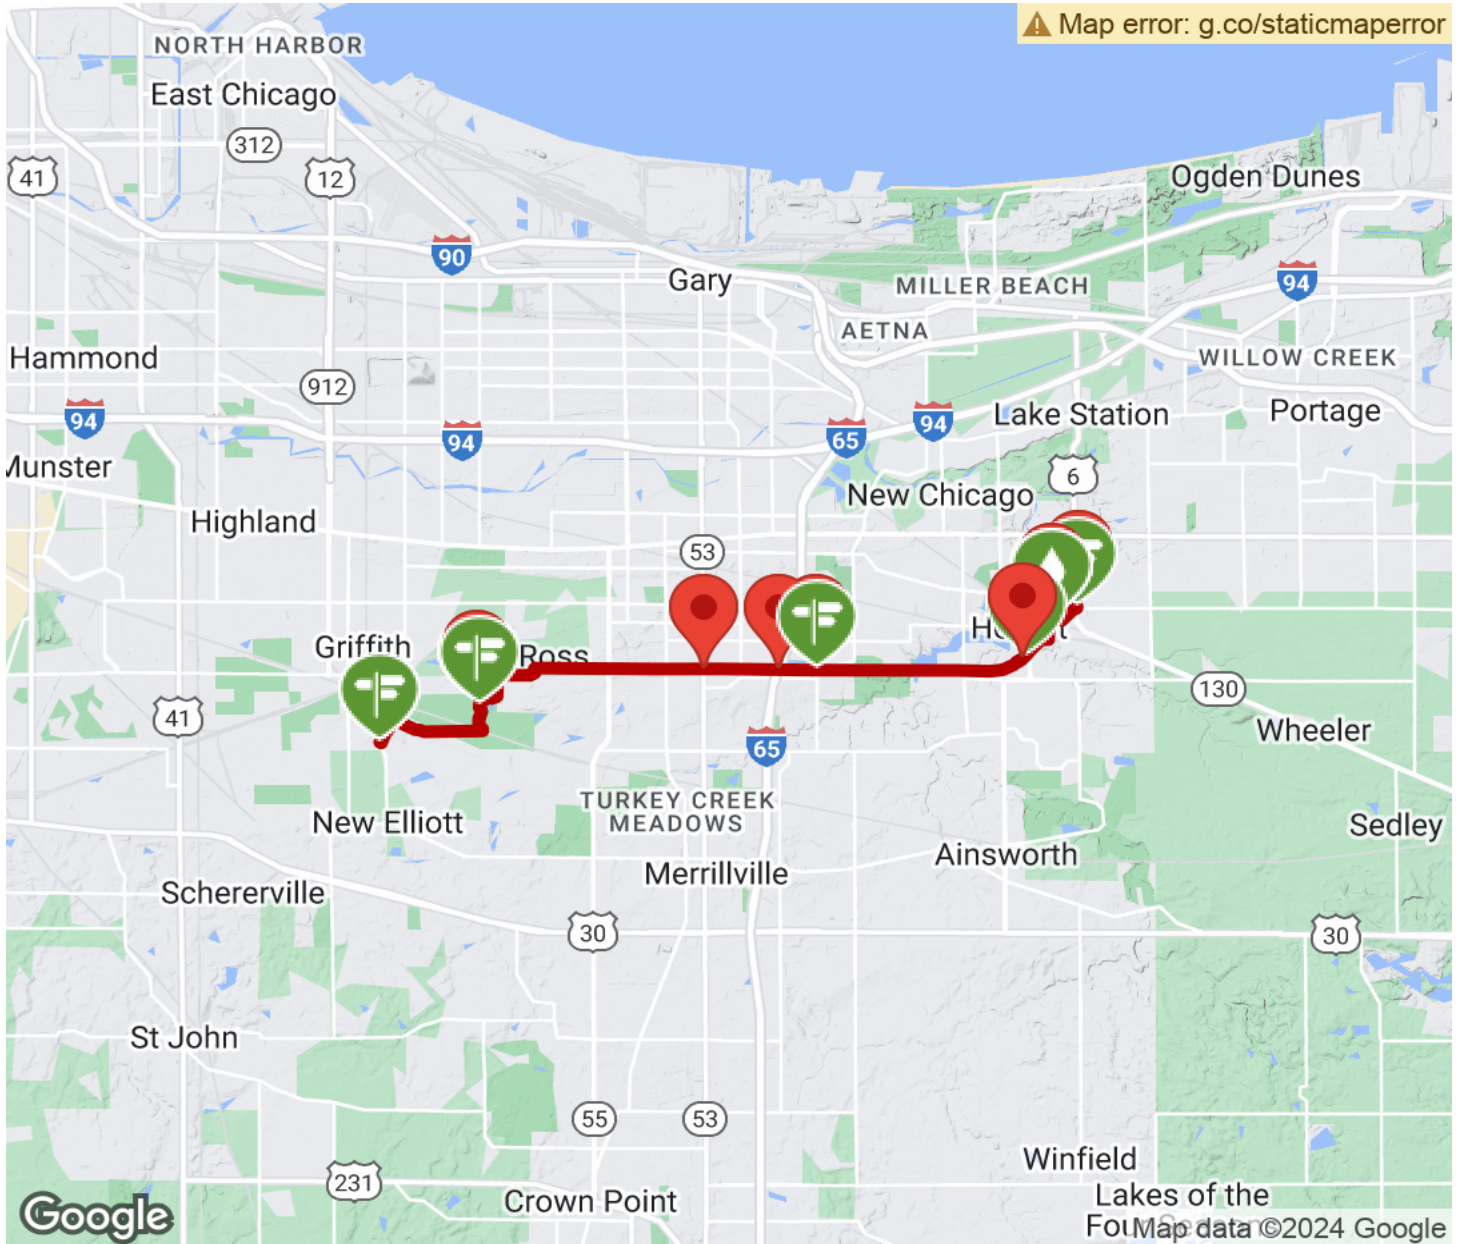 Map error: g.co/staticmaperror
NORTH HARBOR
East Chicago
312
41
12
Ogden Dunes
90
Gary
94
MILLER BEACH
AETNA
Hammond
WILLOW CREEK
912
94
94
65
94
Lake Station
Portage
Munster
6
New Chicago
Highland
53
Griffith
Ross
130
41
65
Wheeler
TURKEY CREEK
MEADOWS
New Elliott
Sedley
Ainsworth
Merrillville
Schererville
30
30
St John
55
53
Winfield
231
Crown Point
Lakes of the
Google
Map data ©2024 Google